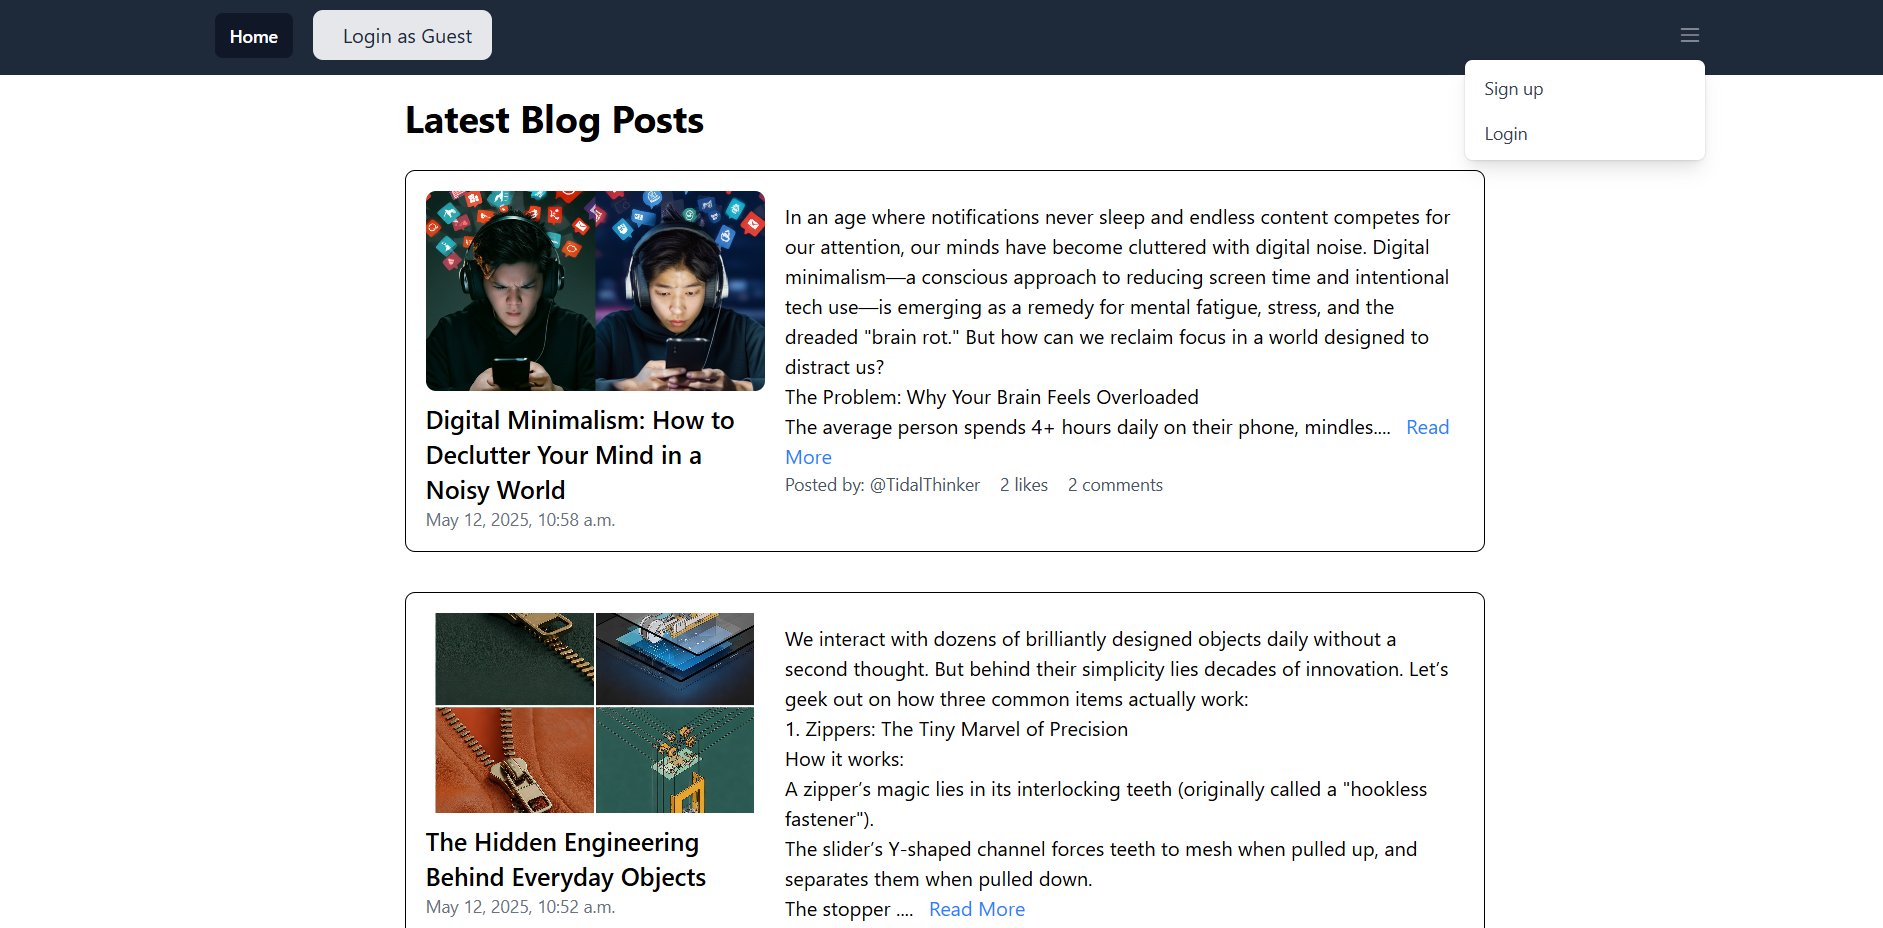 Home
Login as Guest
Sign up
Login
Latest Blog Posts
Digital Minimalism: How to
Declutter Your Mind in a
Noisy World
May 12, 2025, 10:58 a.m.
In an age where notifications never sleep and endless content competes for
our attention, our minds have become cluttered with digital noise. Digital
minimalism—a conscious approach to reducing screen time and intentional
tech use—is emerging as a remedy for mental fatigue, stress, and the
dreaded "brain rot." But how can we reclaim focus in a world designed to
distract us?
The Problem: Why Your Brain Feels Overloaded
The average person spends 4+ hours daily on their phone, mindles.... Read
More
Posted by: @TidalThinker 2 likes 2 comments
The Hidden Engineering
Behind Everyday Objects
May 12, 2025, 10:52 a.m.
We interact with dozens of brilliantly designed objects daily without a
second thought. But behind their simplicity lies decades of innovation. Let’s
geek out on how three common items actually work:
1. Zippers: The Tiny Marvel of Precision
How it works:
A zipper’s magic lies in its interlocking teeth (originally called a "hookless
fastener").
The slider’s Y-shaped channel forces teeth to mesh when pulled up, and
separates them when pulled down.
The stopper .... Read More